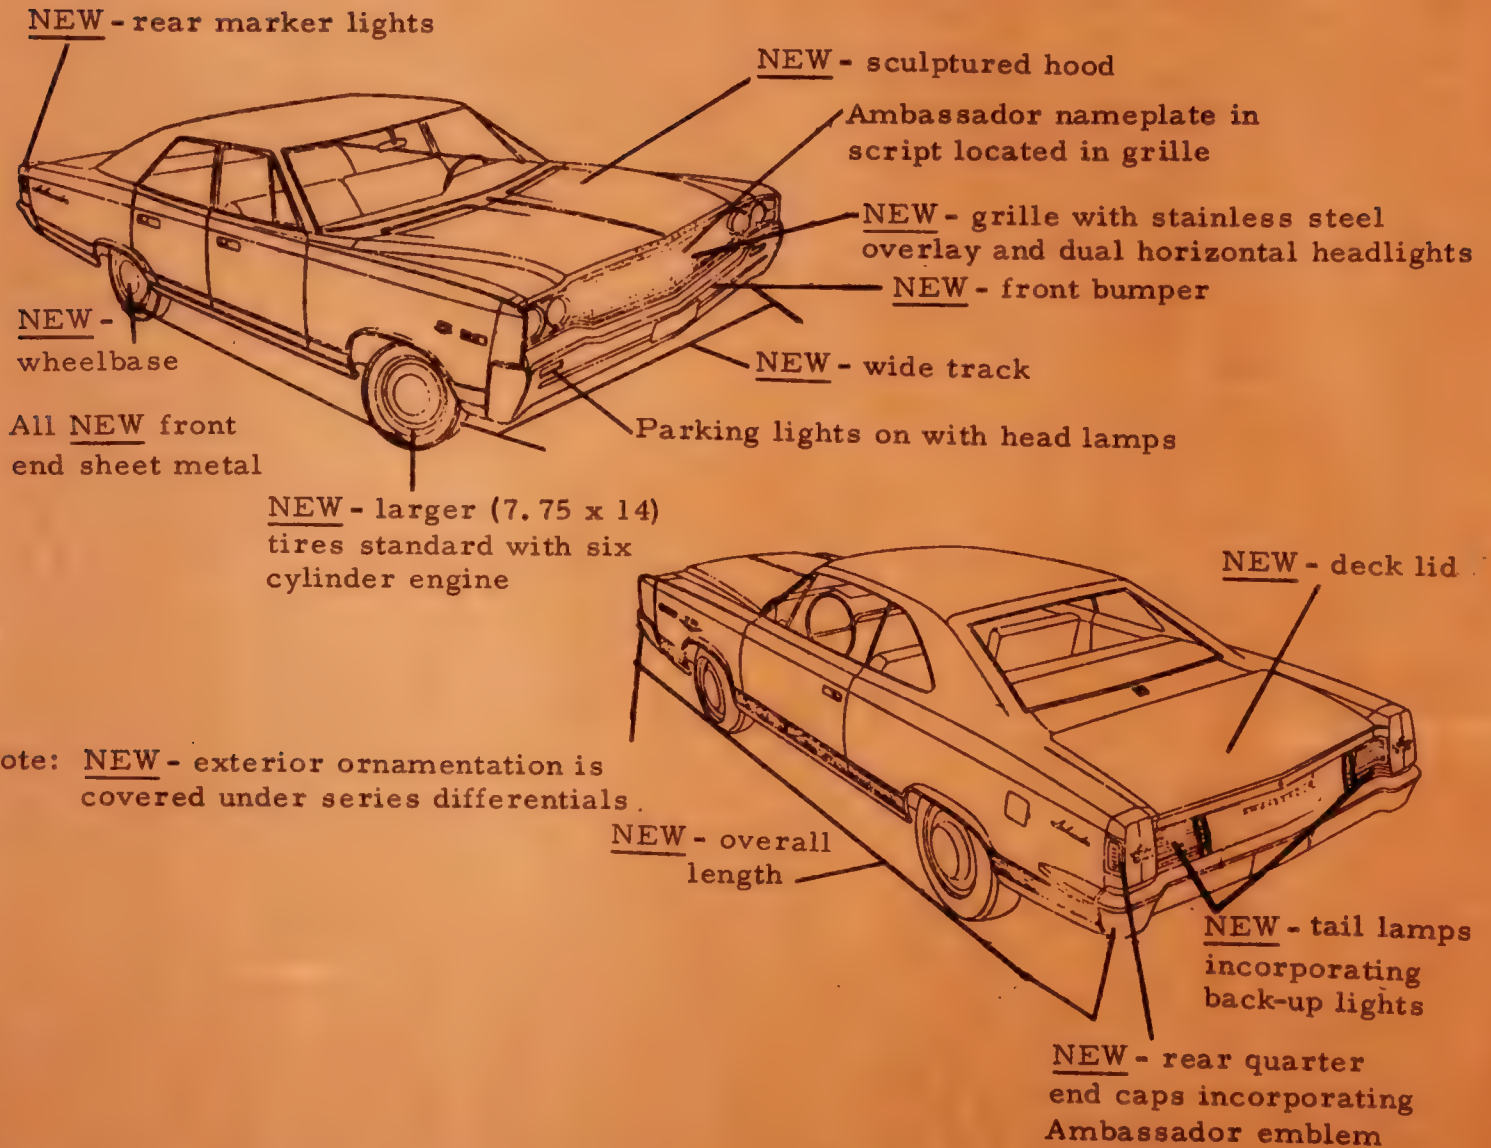 NEW - rear marker lights
NEW - sculptured hood
Ambassador nameplate in
script located in grille
NEW - grille with stainless steel
overlay and dual horizontal headlights
NEW - front bumper
NEW -
wheelbase
NEW - wide track
All NEW front
end sheet metal
Parking lights on with head lamps
NEW - larger (7.75 x 14)
tires standard with six
cylinder engine
NEW - deck lid
ote: NEW - exterior ornamentation is
covered under series differentials.
NEW - overall
length
NEW - tail lamps
incorporating
back-up lights
NEW - rear quarter
end caps incorporating
Ambassador emblem